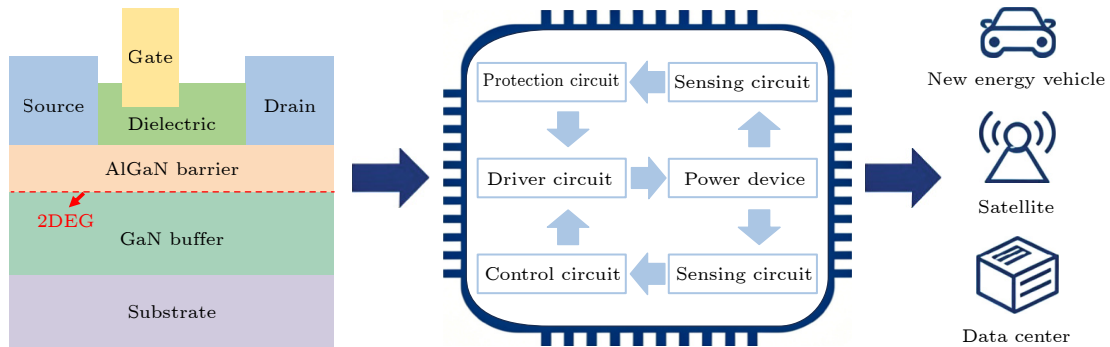 Gate
Source
Drain
Dielectric
AlGaN barrier
2DEG
GaN buffer
Substrate
Protection circuit
Sensing circuit
Driver circuit
Power device
Control circuit
Sensing circuit
New energy vehicle
Satellite
Data center